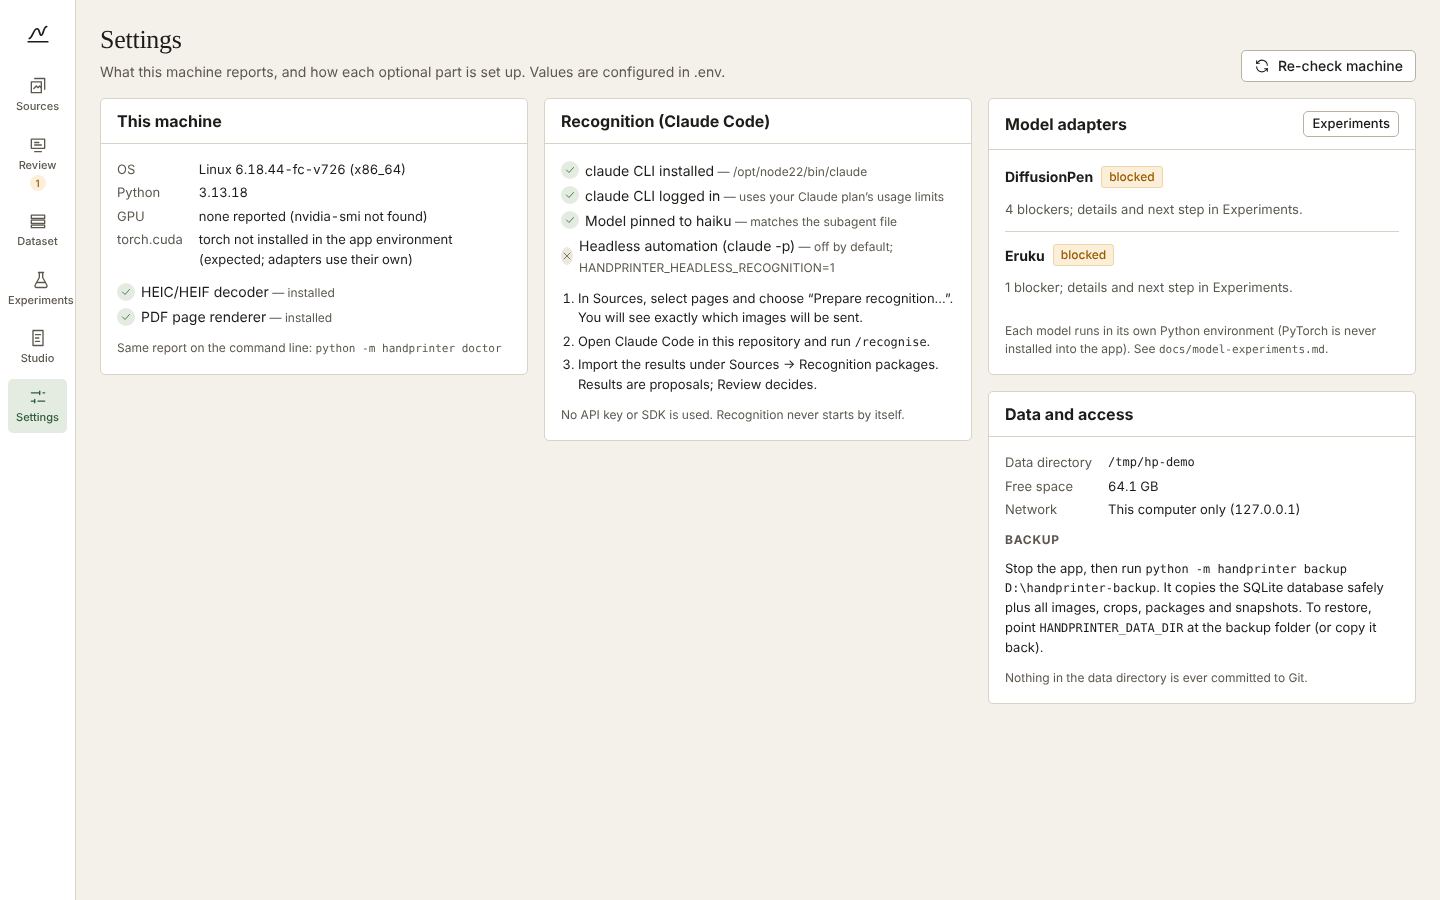 Settings
What this machine reports, and how each optional part is set up. Values are configured in .env.
Re-check machine
Sources
Review
1
Dataset
Experiments
Studio
Settings
This machine
OS Linux 6.18.44-fc-v726 (x86_64)
Python 3.13.18
GPU none reported (nvidia-smi not found)
torch.cuda torch not installed in the app environment
(expected; adapters use their own)
HEIC/HEIF decoder — installed
PDF page renderer — installed
Same report on the command line: python -m handprinter doctor
Recognition (Claude Code)
claude CLI installed — /opt/node22/bin/claude
claude CLI logged in — uses your Claude plan’s usage limits
Model pinned to haiku — matches the subagent file
Headless automation (claude -p) — off by default;
HANDPRINTER_HEADLESS_RECOGNITION=1
1. In Sources, select pages and choose “Prepare recognition…”.
You will see exactly which images will be sent.
2. Open Claude Code in this repository and run /recognise.
3. Import the results under Sources → Recognition packages.
Results are proposals; Review decides.
No API key or SDK is used. Recognition never starts by itself.
Model adapters
Experiments
DiffusionPen blocked
4 blockers; details and next step in Experiments.
Eruku blocked
1 blocker; details and next step in Experiments.
Each model runs in its own Python environment (PyTorch is never
installed into the app). See docs/model-experiments.md.
Data and access
Data directory /tmp/hp-demo
Free space 64.1 GB
Network This computer only (127.0.0.1)
BACKUP
Stop the app, then run python -m handprinter backup
D:\handprinter-backup. It copies the SQLite database safely
plus all images, crops, packages and snapshots. To restore,
point HANDPRINTER_DATA_DIR at the backup folder (or copy it
back).
Nothing in the data directory is ever committed to Git.